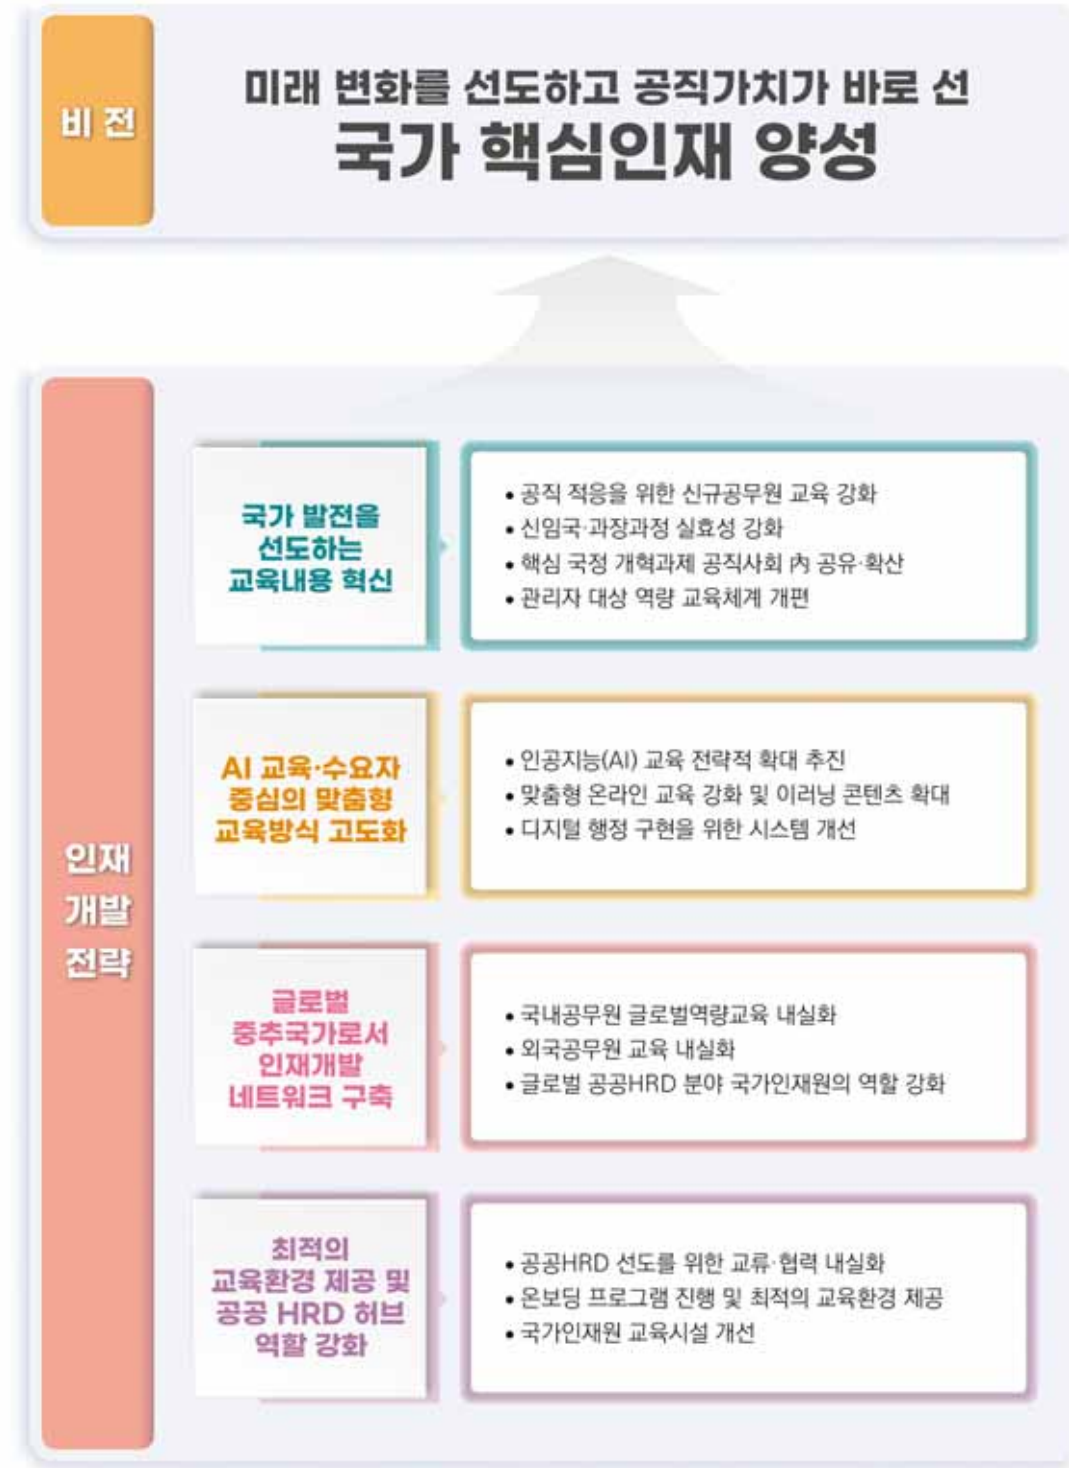 비 전
미래 변화를 선도하고 공직가치가 바로 선
국가 핵심인재 양성
인재
개발
전략
국가 발전을
선도하는
교육내용 혁신
• 공직 적응을 위한 신규공무원 교육 강화
• 신임국·과장과정 실효성 강화
• 핵심 국정 개혁과제 공직사회 內 공유·확산
• 관리자 대상 역량 교육체계 개편
AI 교육·수요자
중심의 맞춤형
교육방식 고도화
• 인공지능(AI) 교육 전략적 확대 추진
• 맞춤형 온라인 교육 강화 및 이러닝 콘텐츠 확대
• 디지털 행정 구현을 위한 시스템 개선
글로벌
중추국가로서
인재개발
네트워크 구축
• 국내공무원 글로벌역량교육 내실화
• 외국공무원 교육 내실화
• 글로벌 공공HRD 분야 국가인재원의 역할 강화
최적의
교육환경 제공 및
공공 HRD 허브
역할 강화
• 공공HRD 선도를 위한 교류·협력 내실화
• 온보딩 프로그램 진행 및 최적의 교육환경 제공
• 국가인재원 교육시설 개선